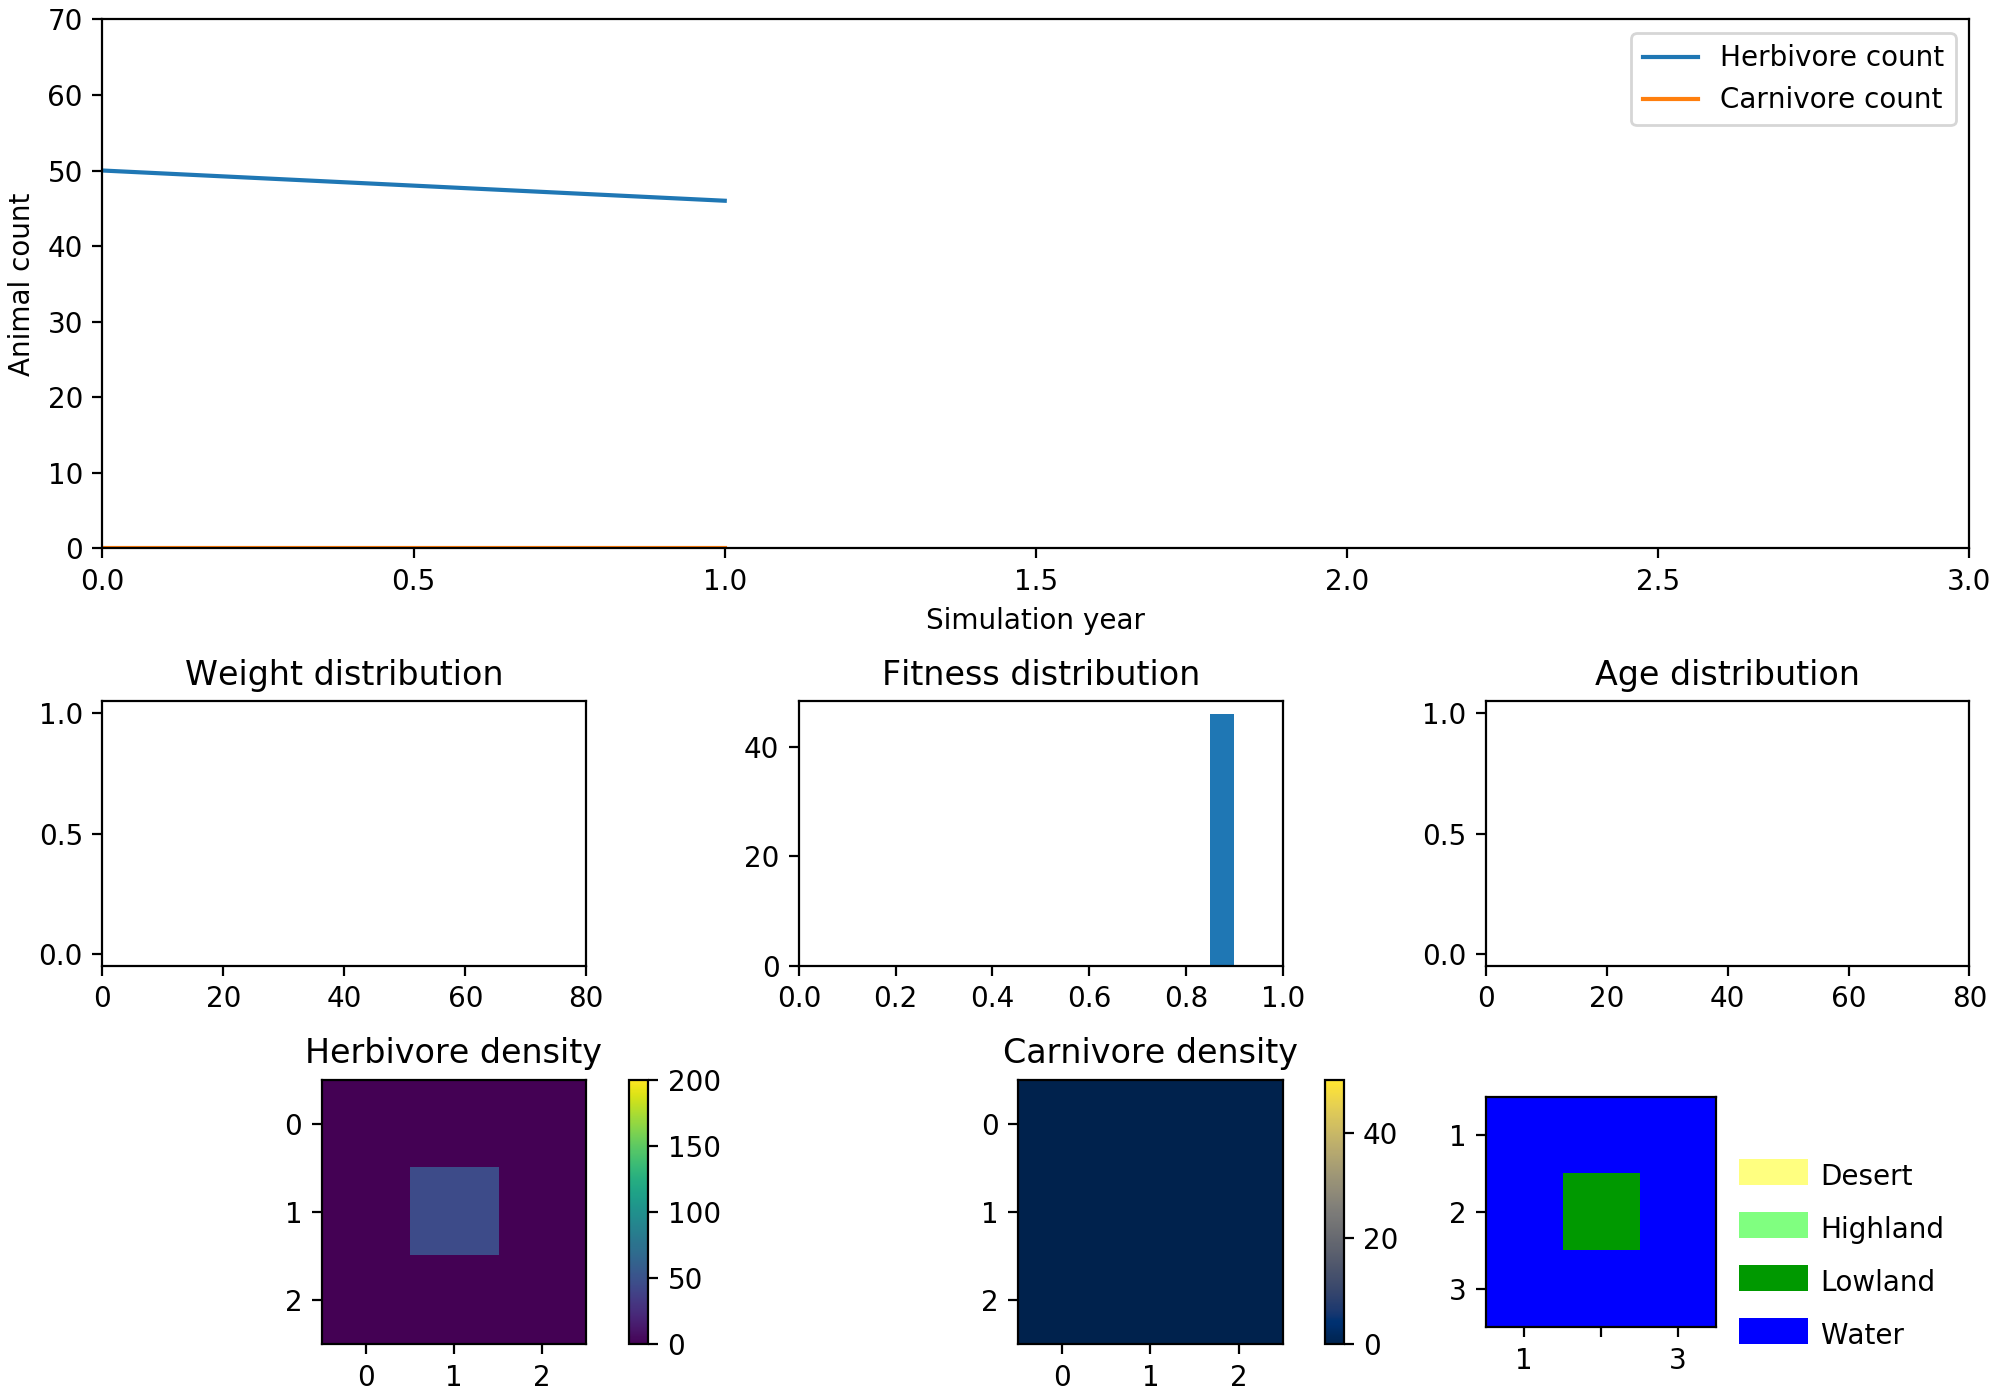 70
60
50
40
30
20
10
0
Animal count
Herbivore count
Carnivore count
0.0 0.5 1.0 1.5 2.0 2.5 3.0
Simulation year
Weight distribution
1.0
0.5
0.0
0 20 40 60 80
Fitness distribution
40
20
0
0.0 0.2 0.4 0.6 0.8 1.0
Age distribution
1.0
0.5
0.0
0 20 40 60 80
Herbivore density
0
1
2
0 1 2
200
150
100
50
0
Carnivore density
0
1
2
0 1 2
40
20
0
1
2
3
1 3
Desert
Highland
Lowland
Water